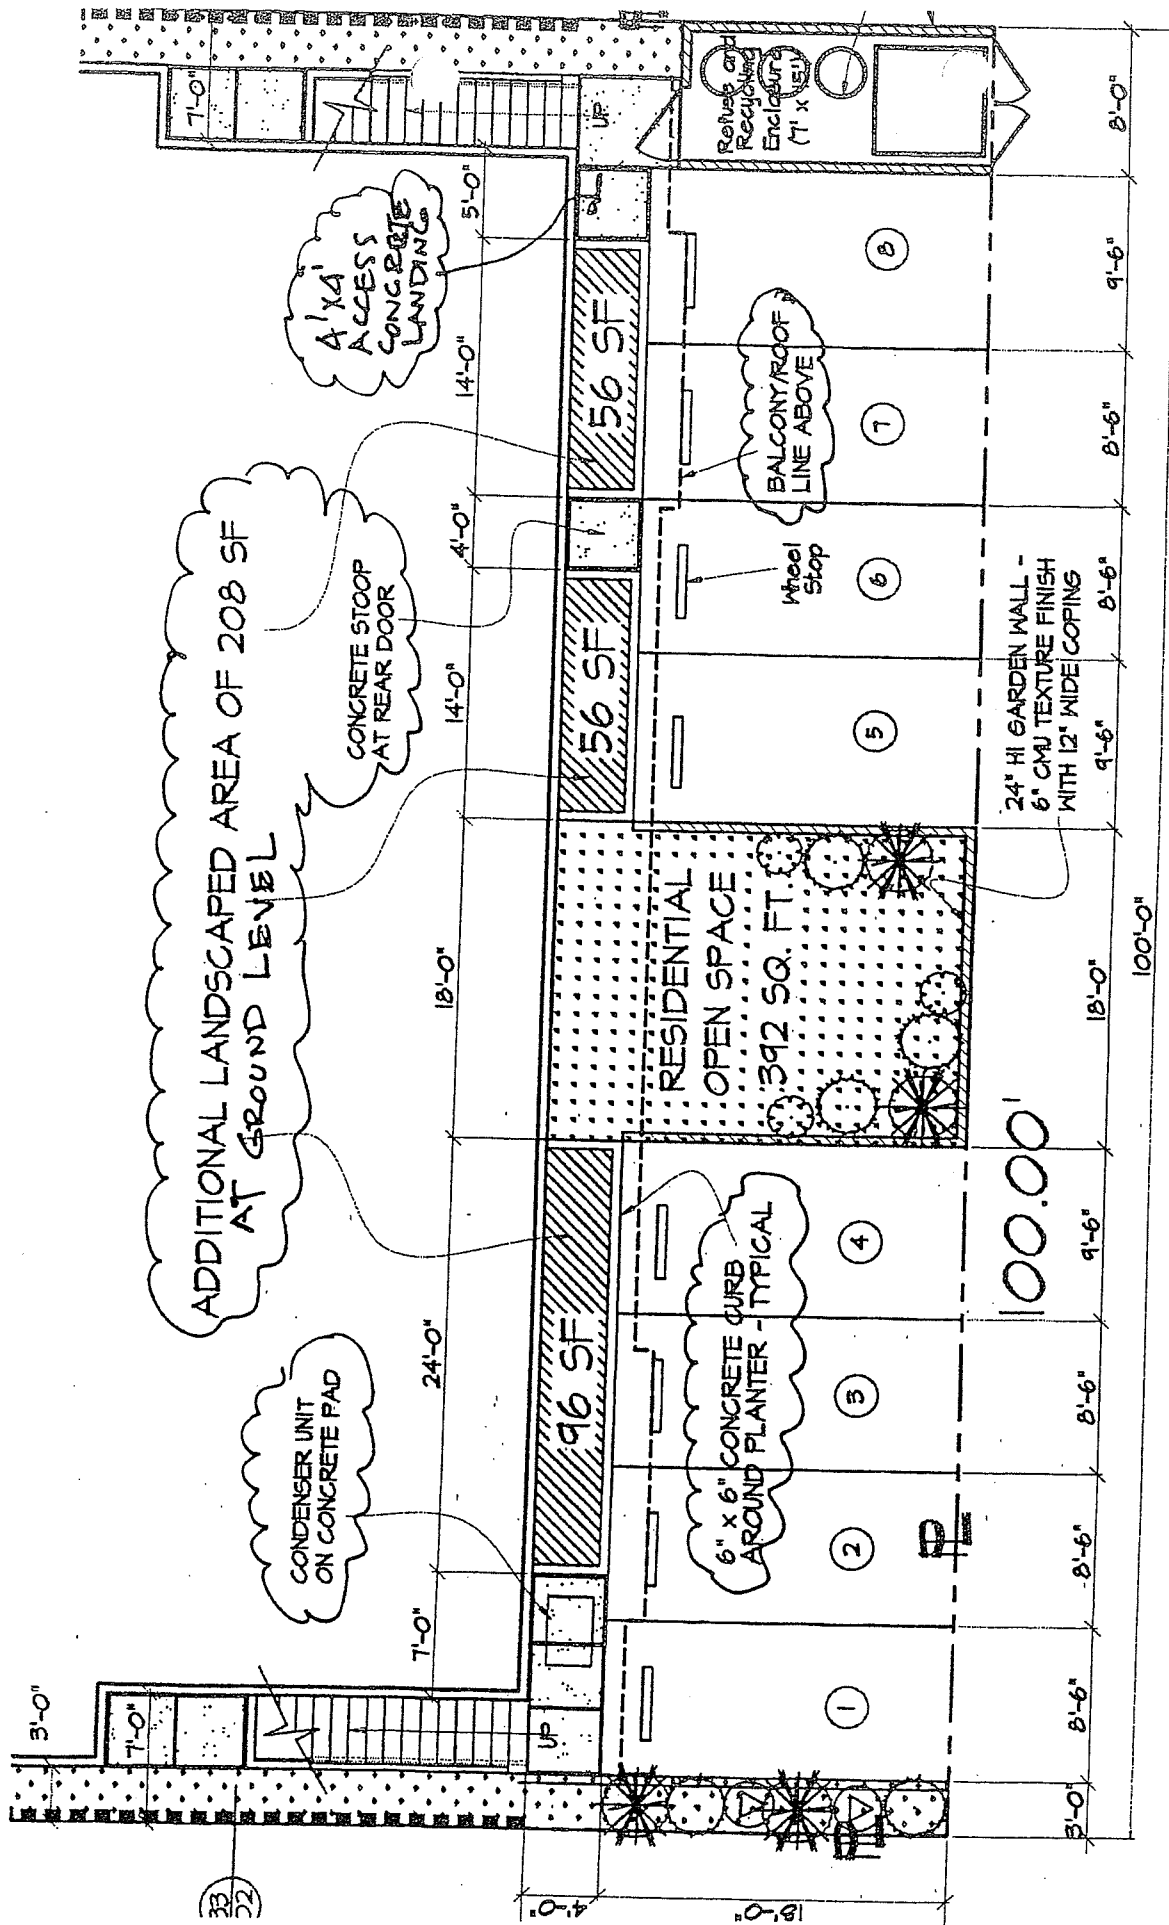 ADDITIONAL LANDSCAPED AREA OF 208 SF
AT GROUND LEVEL
CONDENSER UNIT
ON CONCRETE PAD
CONCRETE STOOP
AT REAR DOOR
4'X4'
ACCESS
CONCRETE
LANDING
3'-0"
7'-0"
7'-0"
7'-0"
24'-0"
18'-0"
14'-0"
4'-0"
14'-0"
5'-0"
UP
96 SF
56 SF
56 SF
UP
6" X 6" CONCRETE CURB
AROUND PLANTER - TYPICAL
RESIDENTIAL
OPEN SPACE
392 SQ. FT.
Wheel
Stop
BALCONY/ROOF
LINE ABOVE
Refuse and
Recycling
Enclosure
(7' x 15')
1
2
3
4
5
6
7
8
24" HI GARDEN WALL -
6" CMU TEXTURE FINISH
WITH 12" WIDE COPING
100.00'
4'-0"
18'-0"
3'-0"
8'-6"
8'-6"
8'-6"
9'-6"
18'-0"
9'-6"
8'-6"
8'-6"
9'-6"
8'-0"
100'-0"